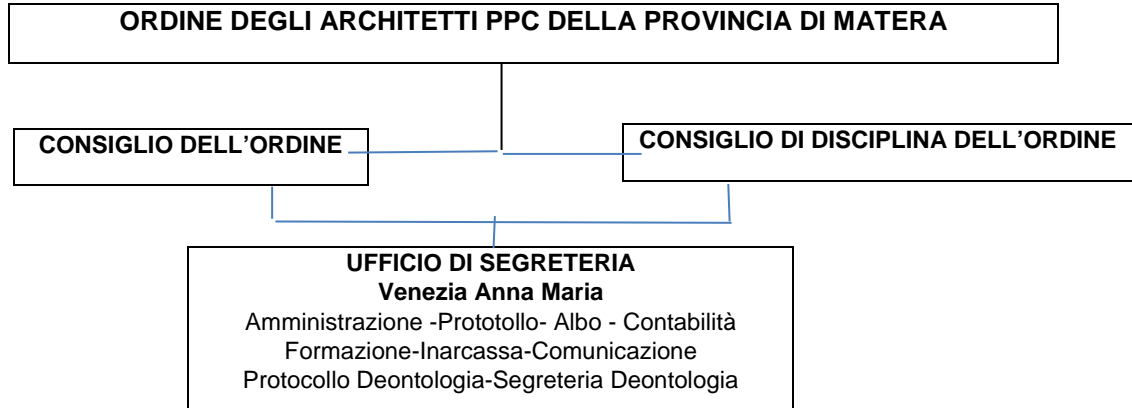 ORDINE DEGLI ARCHITETTI PPC DELLA PROVINCIA DI MATERA
CONSIGLIO DELL’ORDINE
CONSIGLIO DI DISCIPLINA DELL’ORDINE
UFFICIO DI SEGRETERIA
Venezia Anna Maria
Amministrazione -Prototollo- Albo - Contabilità
Formazione-Inarcassa-Comunicazione
Protocollo Deontologia-Segreteria Deontologia